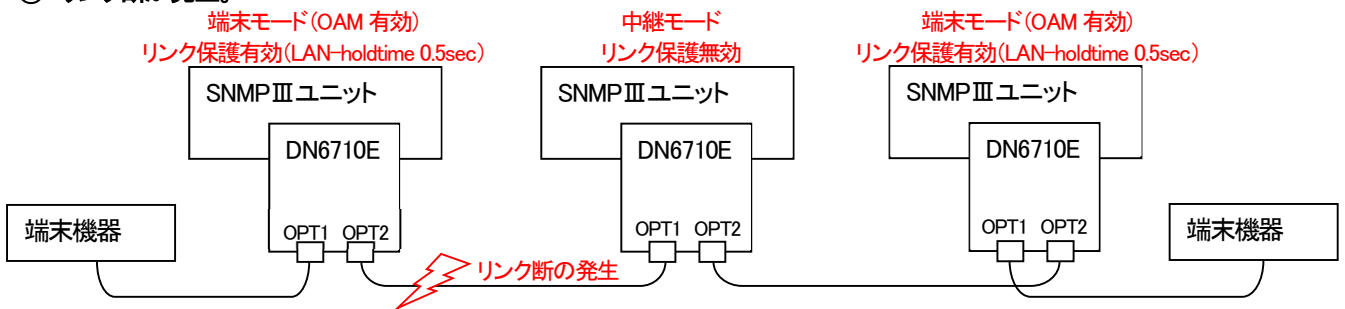 端末モード(OAM 有効)
リンク保護有効(LAN-holdtime 0.5sec)
中継モード
リンク保護無効
端末モード(OAM 有効)
リンク保護有効(LAN-holdtime 0.5sec)
SNMPⅢユニット
SNMPⅢユニット
SNMPⅢユニット
DN6710E
DN6710E
DN6710E
端末機器
OPT1 OPT2
OPT1 OPT2
OPT1 OPT2
端末機器
リンク断の発生